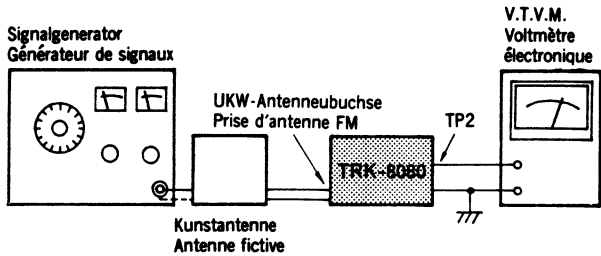 Signalgenerator
Générateur de signaux
V.T.V.M.
Voltmètre
électronique
UKW-Antenneubuchse
Prise d'antenne FM
TP2
TRK-8080
Kunstantenne
Antenne fictive